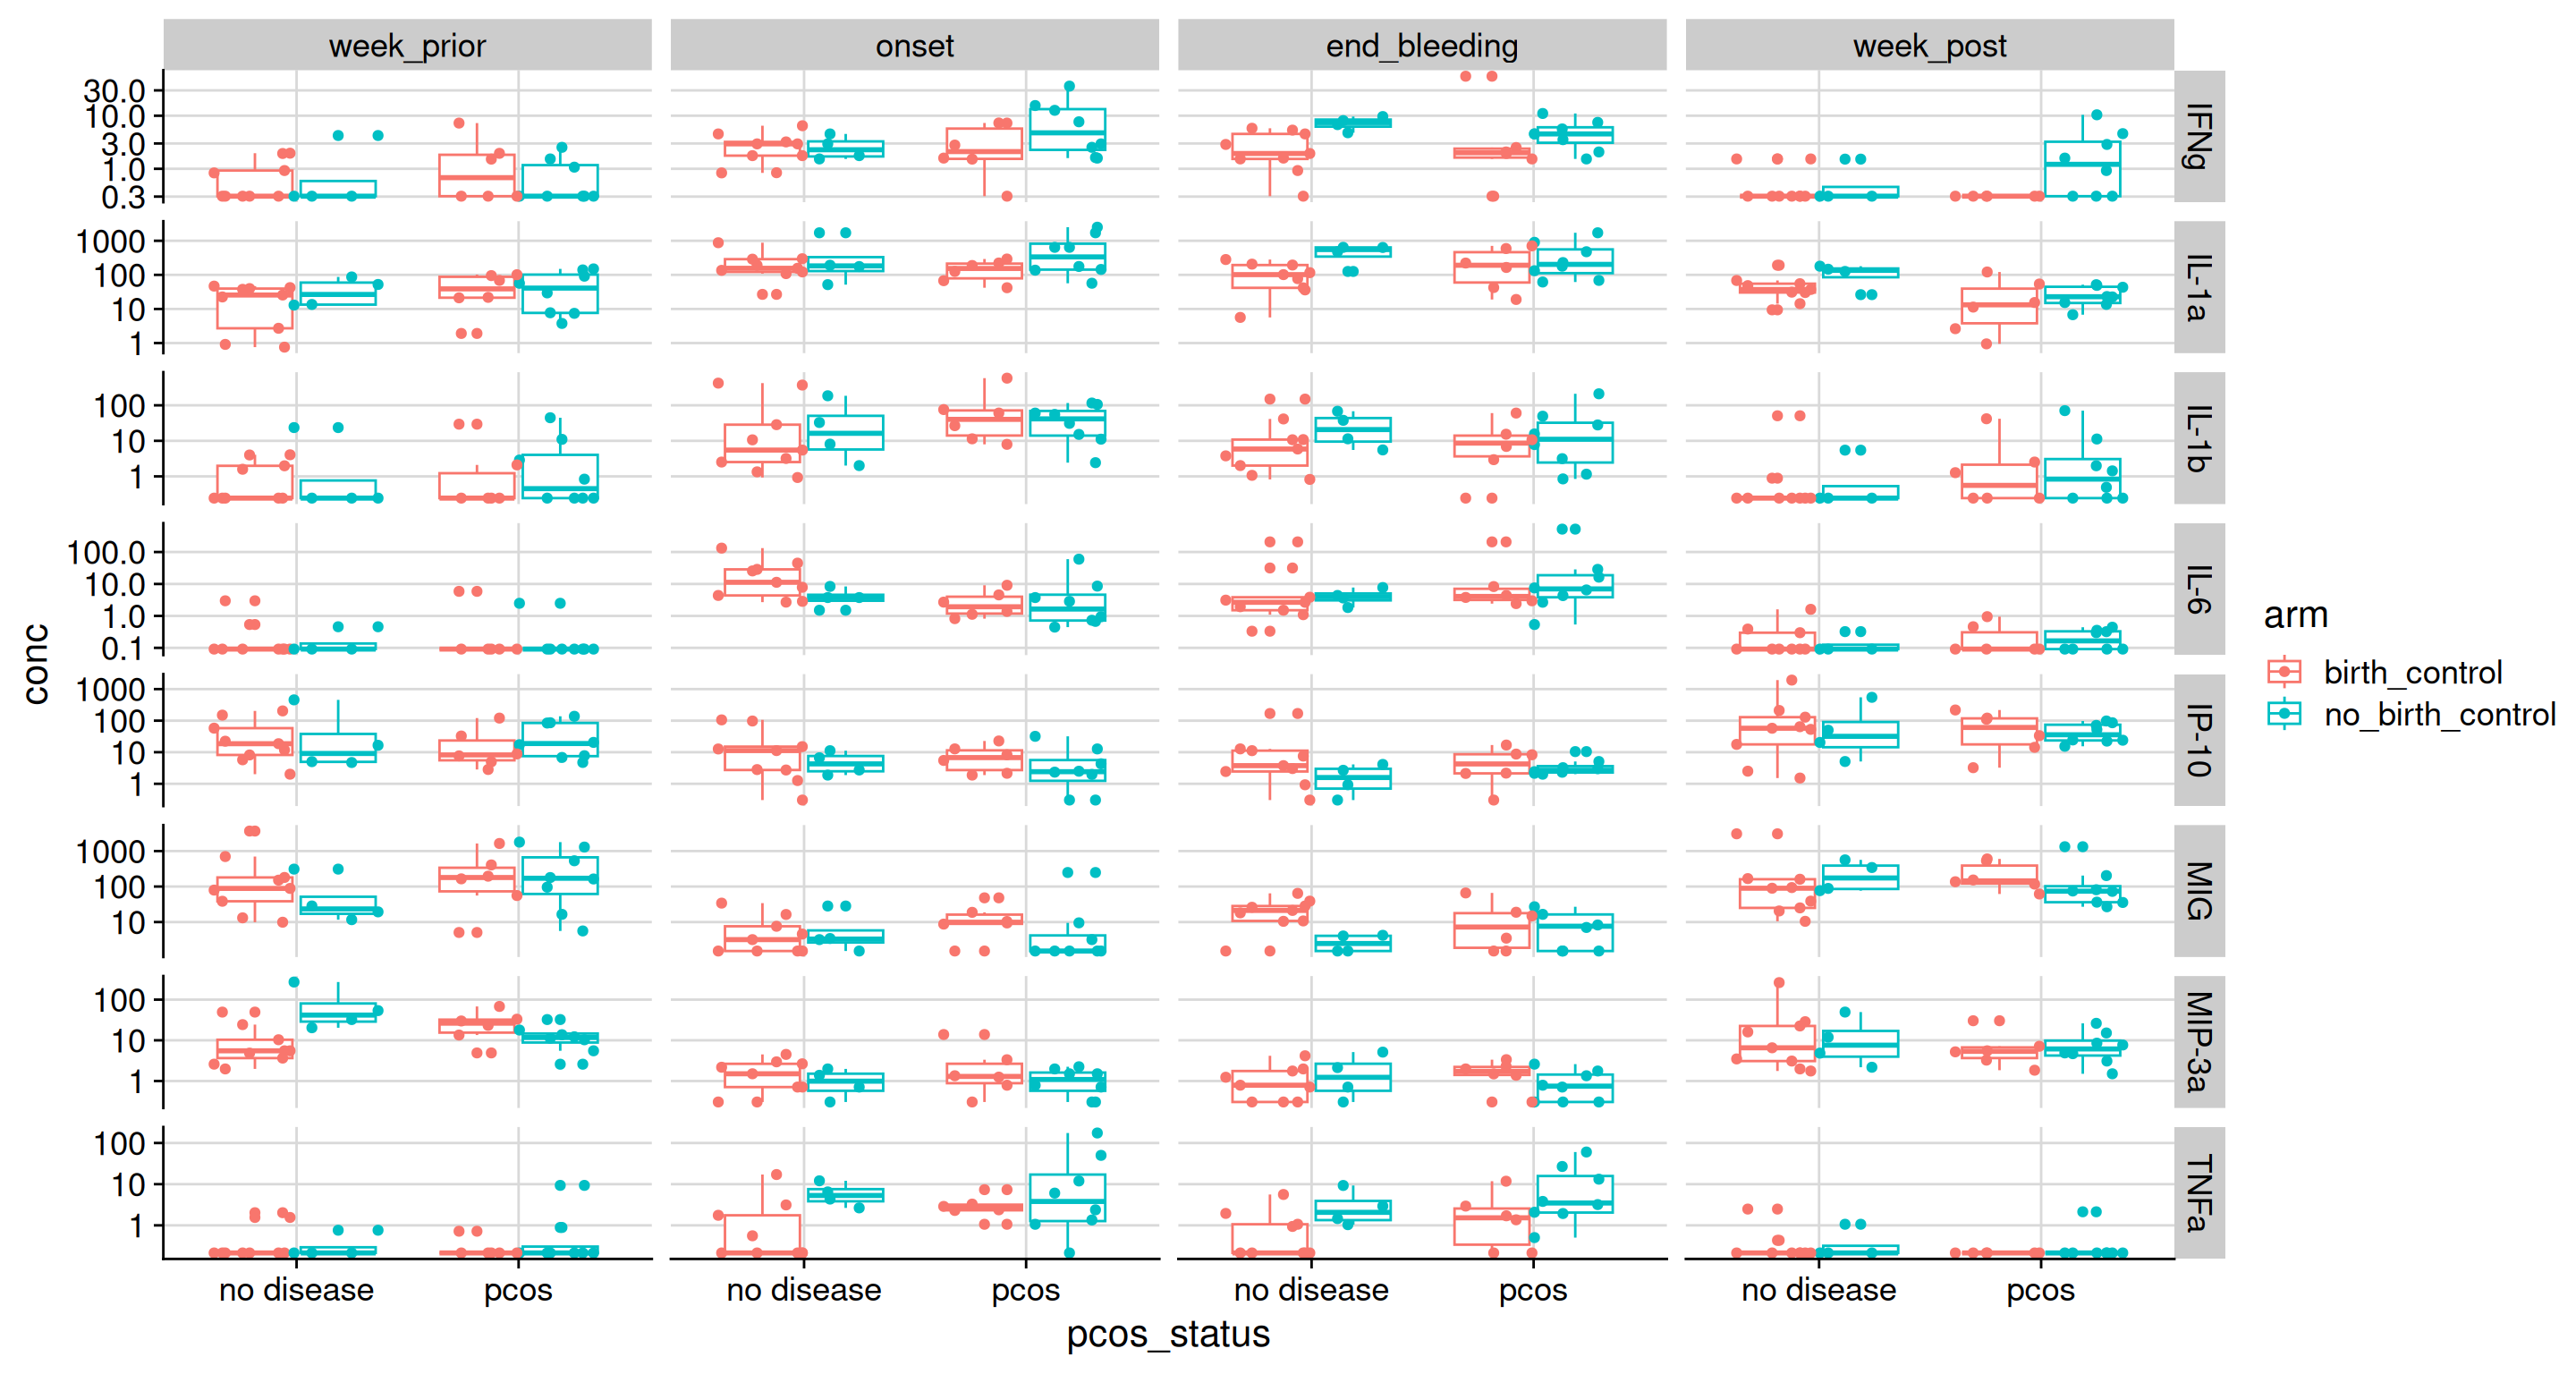 week_prior
onset
end_bleeding
week_post
30.0
10.0
3.0
1.0
0.3
IFNg
1000
100
10
1
IL-1a
100
10
1
IL-1b
100.0
10.0
1.0
0.1
IL-6
1000
100
10
1
IP-10
1000
100
10
MIG
100
10
1
MIP-3a
100
10
1
TNFa
no disease
pcos
no disease
pcos
no disease
pcos
no disease
pcos
pcos_status
conc
arm
birth_control
no_birth_control